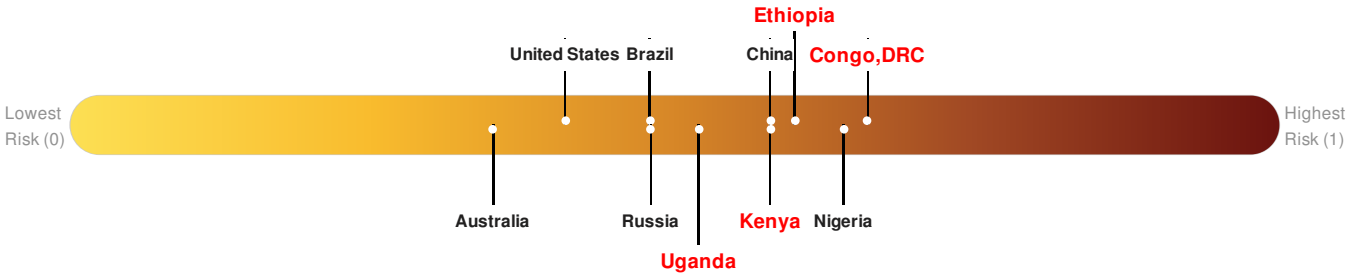 Ethiopia
United States Brazil China Congo,DRC
Lowest
Risk (0)
Highest
Risk (1)
Australia Russia Kenya Nigeria
Uganda